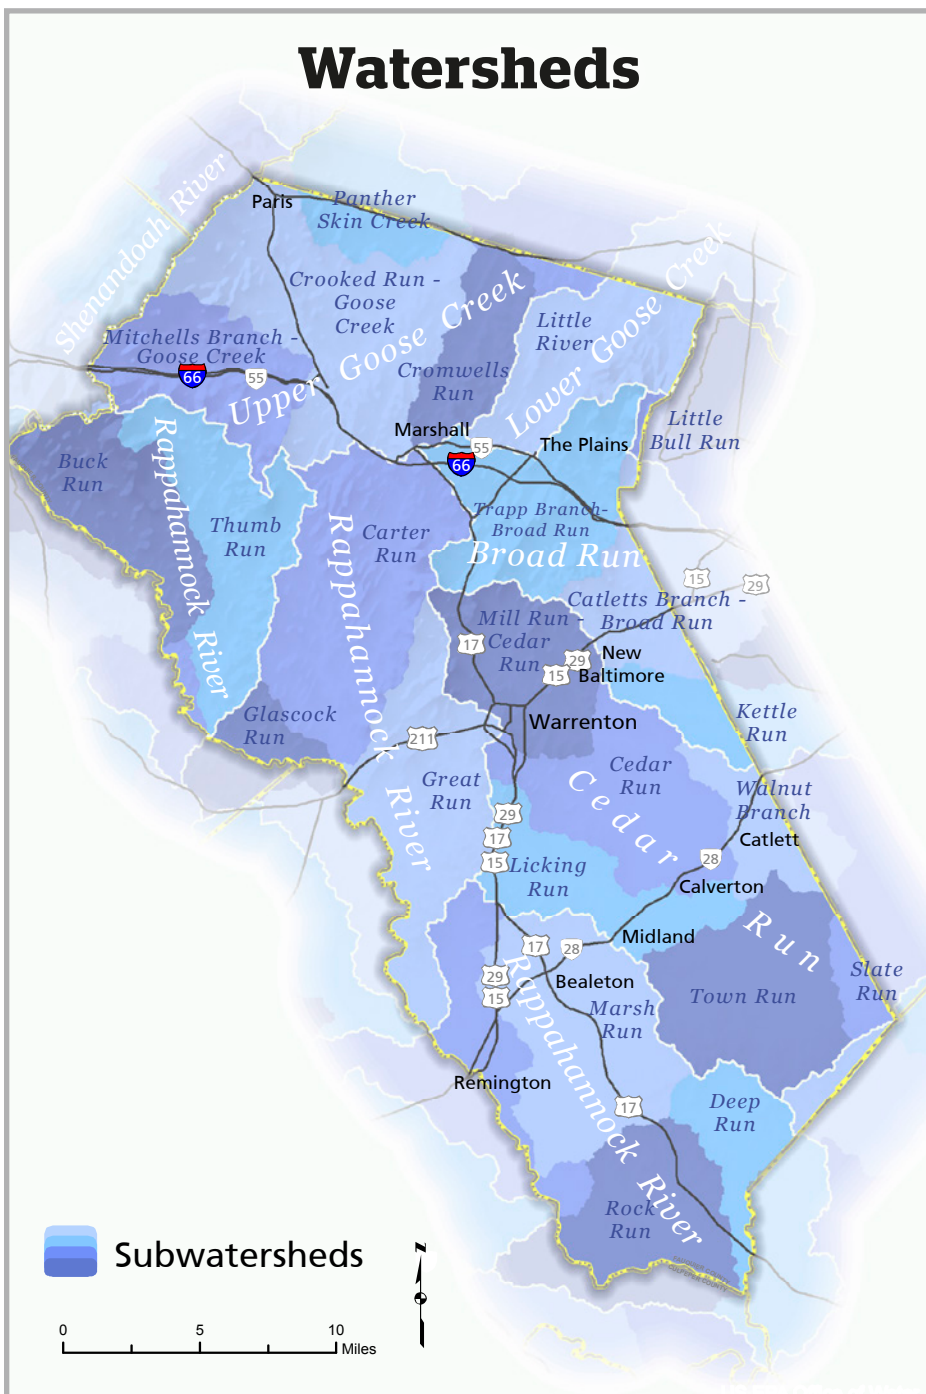 Watersheds
Shenandoah River
Paris
Panther
Skin Creek
Crooked Run -
Goose
Creek
Upper Goose Creek
Lower Goose Creek
Little
River
Mitchells Branch -
Goose Creek
66
55
Cromwells
Run
Marshall
55
66
The Plains
Little
Bull Run
Buck
Run
Rappahannock River
Thumb
Run
Rappahannock River
Carter
Run
Trapp Branch-
Broad Run
Broad Run
15
29
Catletts Branch -
Broad Run
Mill Run -
Cedar
Run
17
29
15
New
Baltimore
Glascock
Run
211
Warrenton
Kettle
Run
Great
Run
Cedar
Run
Cedar Run
Walnut
Branch
29
17
15
Catlett
28
Licking
Run
Calverton
Midland
17
28
29
15
Bealeton
Rappahannock River
Marsh
Run
Town Run
Slate
Run
Remington
17
Deep
Run
Rock
Run
Subwatersheds
N
0 5 10
Miles